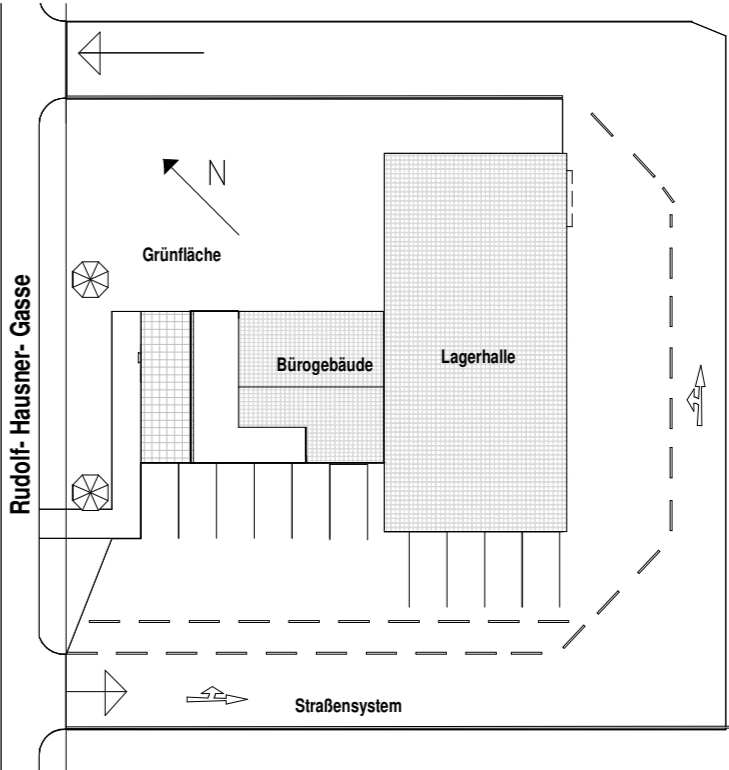 N
Grünfläche
Rudolf- Hausner- Gasse
Bürogebäude
Lagerhalle
Straßensystem